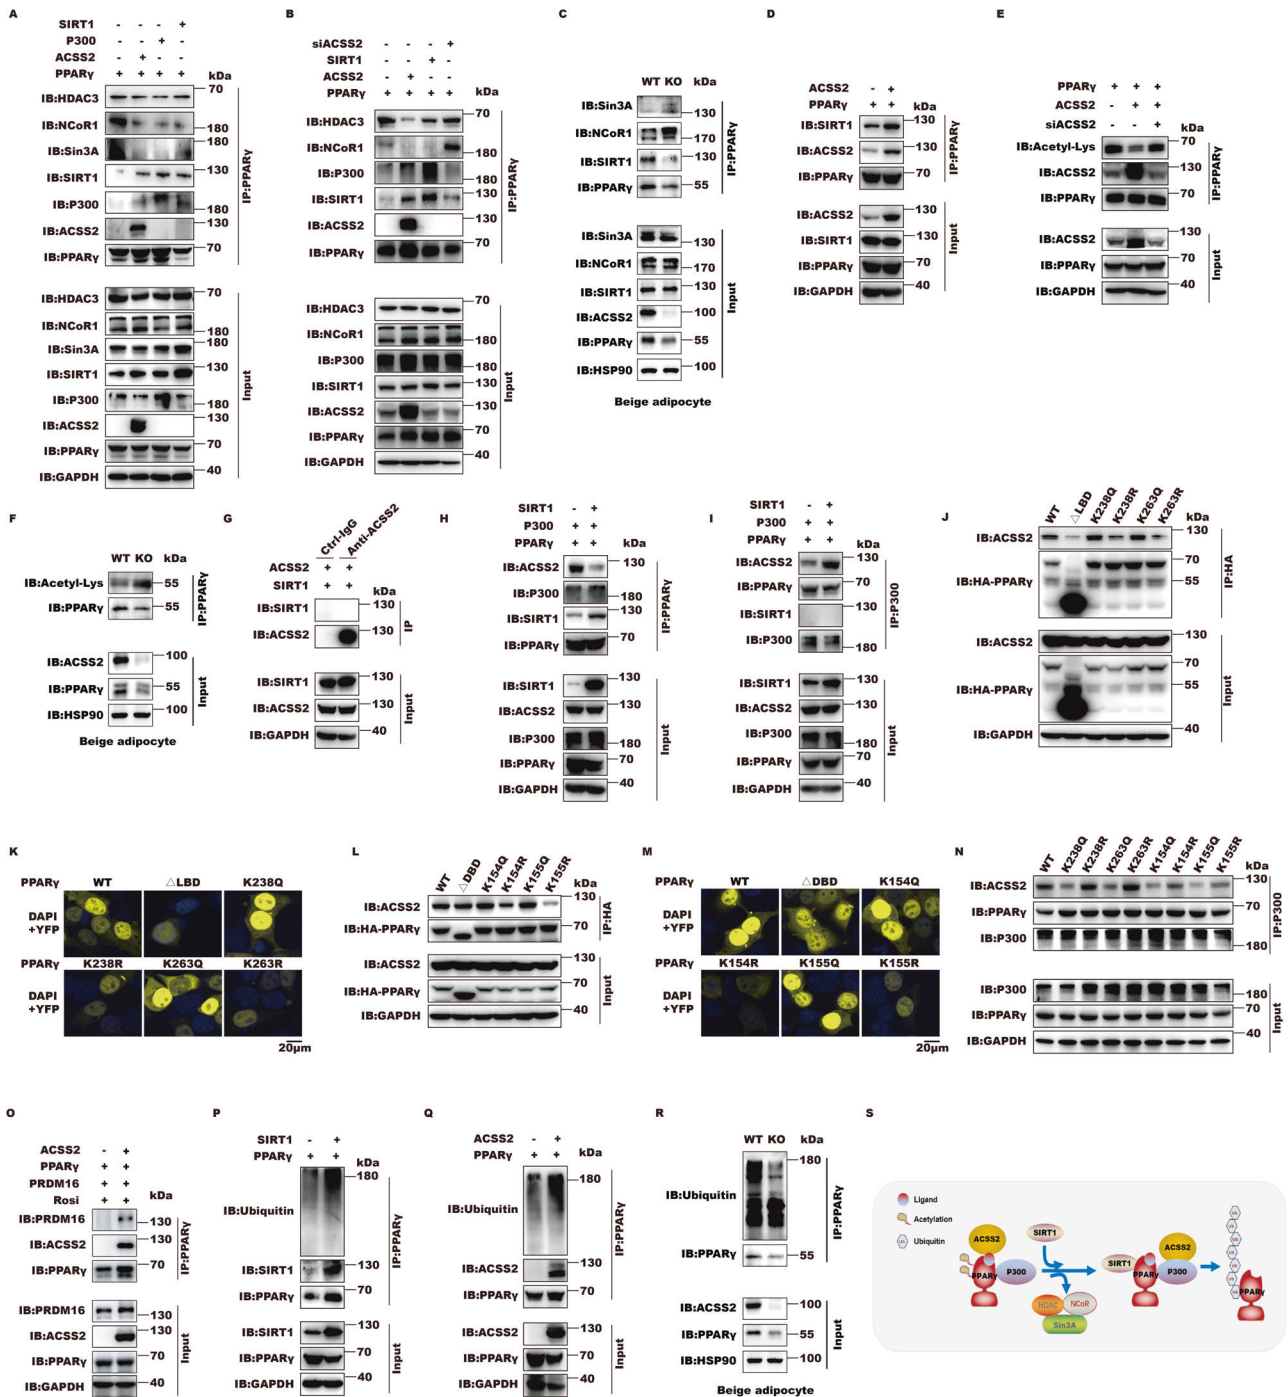 A
SIRT1 - - - +
P300 - - + -
ACSS2 - + - -
PPARγ + + + + kDa
IB:HDAC3 70
IB:NCoR1 180
IB:Sin3A 180
IB:SIRT1 130
IB:P300 180
IB:ACSS2 130
IB:PPARγ 70
IP:PPARγ
IB:HDAC3 70
IB:NCoR1 180
IB:Sin3A 180
IB:SIRT1 130
IB:P300 180
IB:ACSS2 130
IB:PPARγ 70
IB:GAPDH 40
Input
B
siACSS2 - - - +
SIRT1 - - + -
ACSS2 - + - -
PPARγ + + + + kDa
IB:HDAC3 70
IB:NCoR1 180
IB:P300 180
IB:SIRT1 130
IB:ACSS2 130
IB:PPARγ 70
IP:PPARγ
IB:HDAC3 70
IB:NCoR1 180
IB:P300 180
IB:SIRT1 130
IB:ACSS2 130
IB:PPARγ 70
IB:GAPDH 40
Input
C
WT KO kDa
IB:Sin3A 130
IB:NCoR1 170
IB:SIRT1 130
IB:PPARγ 55
IP:PPARγ
IB:Sin3A 130
IB:NCoR1 170
IB:SIRT1 130
IB:ACSS2 100
IB:PPARγ 55
IB:HSP90 100
Input
Beige adipocyte
D
ACSS2 - +
PPARγ + + kDa
IB:SIRT1 130
IB:ACSS2 130
IB:PPARγ 70
IP:PPARγ
IB:ACSS2 130
IB:SIRT1 130
IB:PPARγ 70
IB:GAPDH 40
Input
E
PPARγ + + +
ACSS2 - + +
siACSS2 - - + kDa
IB:Acetyl-Lys 70
IB:ACSS2 130
IB:PPARγ 70
IP:PPARγ
IB:ACSS2 130
IB:PPARγ 70
IB:GAPDH 40
Input
F
WT KO kDa
IB:Acetyl-Lys 55
IB:PPARγ 55
IP:PPARγ
IB:ACSS2 100
IB:PPARγ 55
IB:HSP90 100
Input
Beige adipocyte
G
Ctrl-IgG Anti-ACSS2
ACSS2 + +
SIRT1 + + kDa
IB:SIRT1 130
IB:ACSS2 130
IP
IB:SIRT1 130
IB:ACSS2 130
IB:GAPDH 40
Input
H
SIRT1 - +
P300 + +
PPARγ + + kDa
IB:ACSS2 130
IB:P300 180
IB:SIRT1 130
IB:PPARγ 70
IP:PPARγ
IB:SIRT1 130
IB:ACSS2 130
IB:P300 180
IB:PPARγ 70
IB:GAPDH 40
Input
I
SIRT1 - +
P300 + +
PPARγ + + kDa
IB:ACSS2 130
IB:PPARγ 70
IB:SIRT1 130
IB:P300 180
IP:P300
IB:SIRT1 130
IB:ACSS2 130
IB:P300 180
IB:PPARγ 70
IB:GAPDH 40
Input
J
WT ▽LBD K238Q K238R K263Q K263R kDa
IB:ACSS2 130
IB:HA-PPARγ 70
55
IP:HA
IB:ACSS2 130
IB:HA-PPARγ 70
55
IB:GAPDH 40
Input
K
PPARγ WT △LBD K238Q
DAPI
+YFP
PPARγ K238R K263Q K263R
DAPI
+YFP
20μm
L
WT ▽DBD K154Q K154R K155Q K155R kDa
IB:ACSS2 130
IB:HA-PPARγ 70
IP:HA
IB:ACSS2 130
IB:HA-PPARγ 70
IB:GAPDH 40
Input
M
PPARγ WT △DBD K154Q
DAPI
+YFP
PPARγ K154R K155Q K155R
DAPI
+YFP
20μm
N
WT K238Q K238R K263Q K263R K154Q K154R K155Q K155R kDa
IB:ACSS2 130
IB:PPARγ 70
IB:P300 180
IP:P300
IB:P300 180
IB:PPARγ 70
IB:GAPDH 40
Input
O
ACSS2 - +
PPARγ + +
PRDM16 + +
Rosi + + kDa
IB:PRDM16 130
IB:ACSS2 130
IB:PPARγ 70
IP:PPARγ
IB:PRDM16 130
IB:ACSS2 130
IB:PPARγ 70
IB:GAPDH 40
Input
P
SIRT1 - +
PPARγ + + kDa
IB:Ubiquitin 180
IB:SIRT1 130
IB:PPARγ 70
IP:PPARγ
IB:SIRT1 130
IB:PPARγ 70
IB:GAPDH 40
Input
Q
ACSS2 - +
PPARγ + + kDa
IB:Ubiquitin 180
IB:ACSS2 130
IB:PPARγ 70
IP:PPARγ
IB:ACSS2 130
IB:PPARγ 70
IB:GAPDH 40
Input
R
WT KO kDa
IB:Ubiquitin 180
IB:PPARγ 55
IP:PPARγ
IB:ACSS2 100
IB:PPARγ 55
IB:HSP90 100
Input
Beige adipocyte
S
Ligand
Acetylation
Ubiquitin
ACSS2
PPARγ
P300
SIRT1
HDAC
NCoR
Sin3A
SIRT1
PPARγ
ACSS2
P300
Ub
Ub
Ub
Ub
Ub
Ub
PPARγ